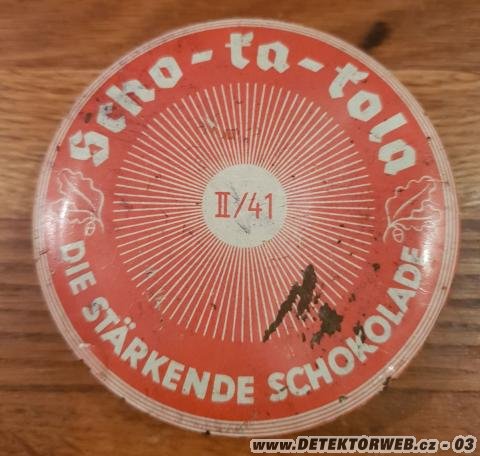 Scho-ka-kola
II/41
DIE STÄRKENDE SCHOKOLADE
www.DETEKTORWEB.cz - 03